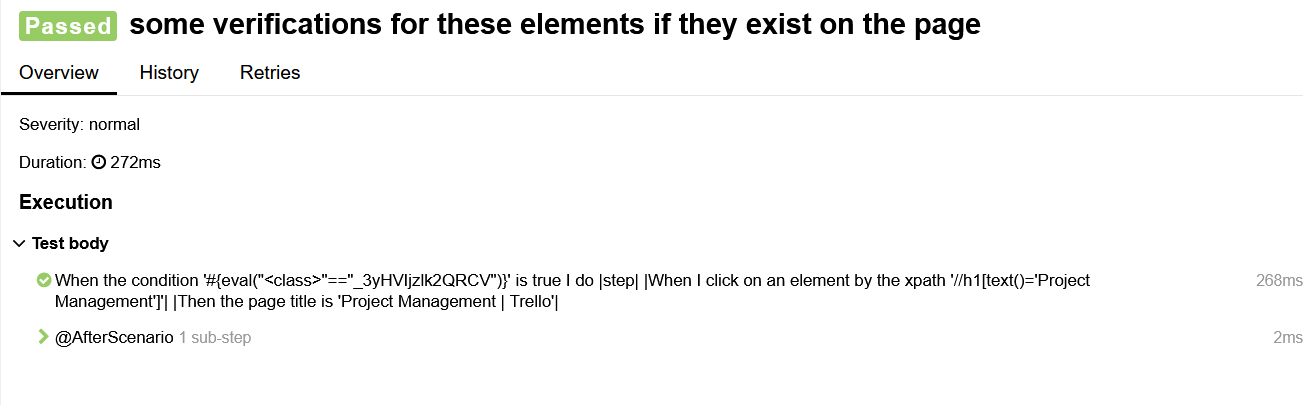 Passed some verifications for these elements if they exist on the page
Overview History Retries
Severity: normal
Duration: 272ms
Execution
Test body
When the condition '#{eval("<class>"=="_3yHVIjzlk2QRCV")}' is true I do |step| |When I click on an element by the xpath '//h1[text()='Project 268ms
Management']'| |Then the page title is 'Project Management | Trello'|
@AfterScenario 1 sub-step 2ms